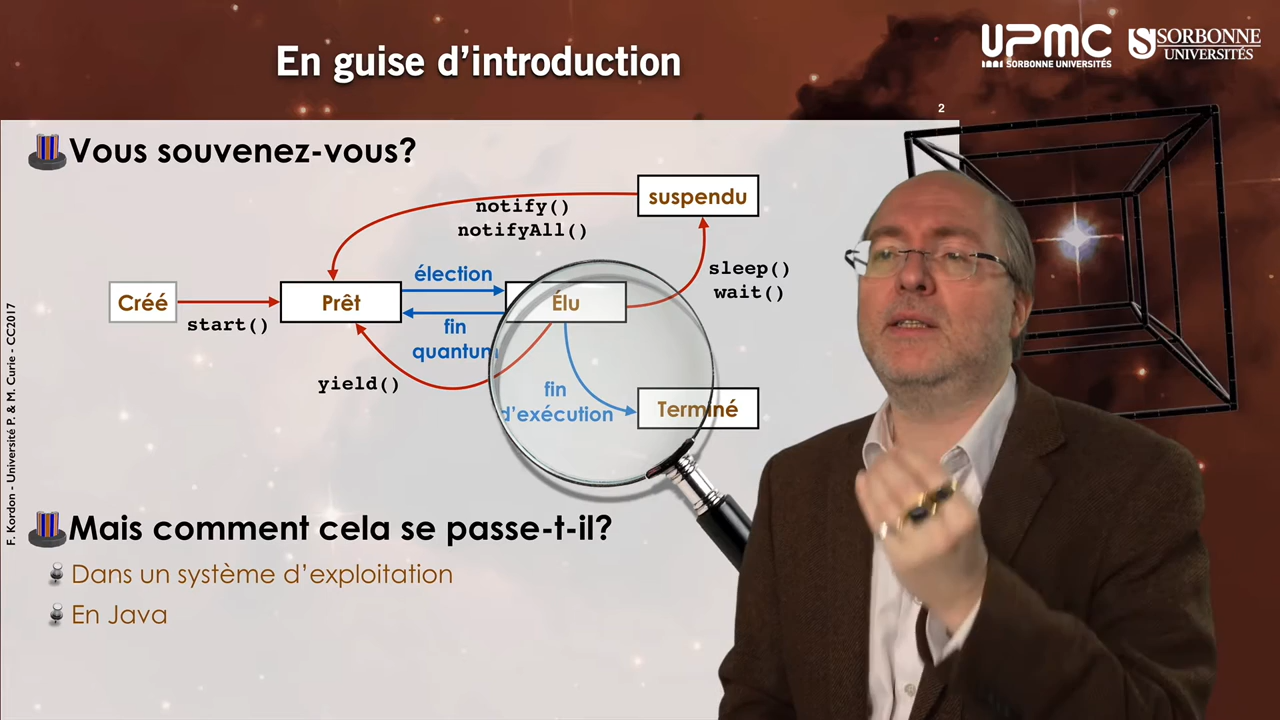 En guise d'introduction
UPMC
SORBONNE UNIVERSITÉS
SORBONNE
UNIVERSITÉS
2
Vous souvenez-vous?
suspendu
notify()
notifyAll()
sleep()
wait()
élection
Créé
Prêt
Élu
start()
fin
quantum
yield()
fin
d'exécution
Terminé
Mais comment cela se passe-t-il?
Dans un système d'exploitation
En Java
F. Kordon - Université P. & M. Curie - CC2017